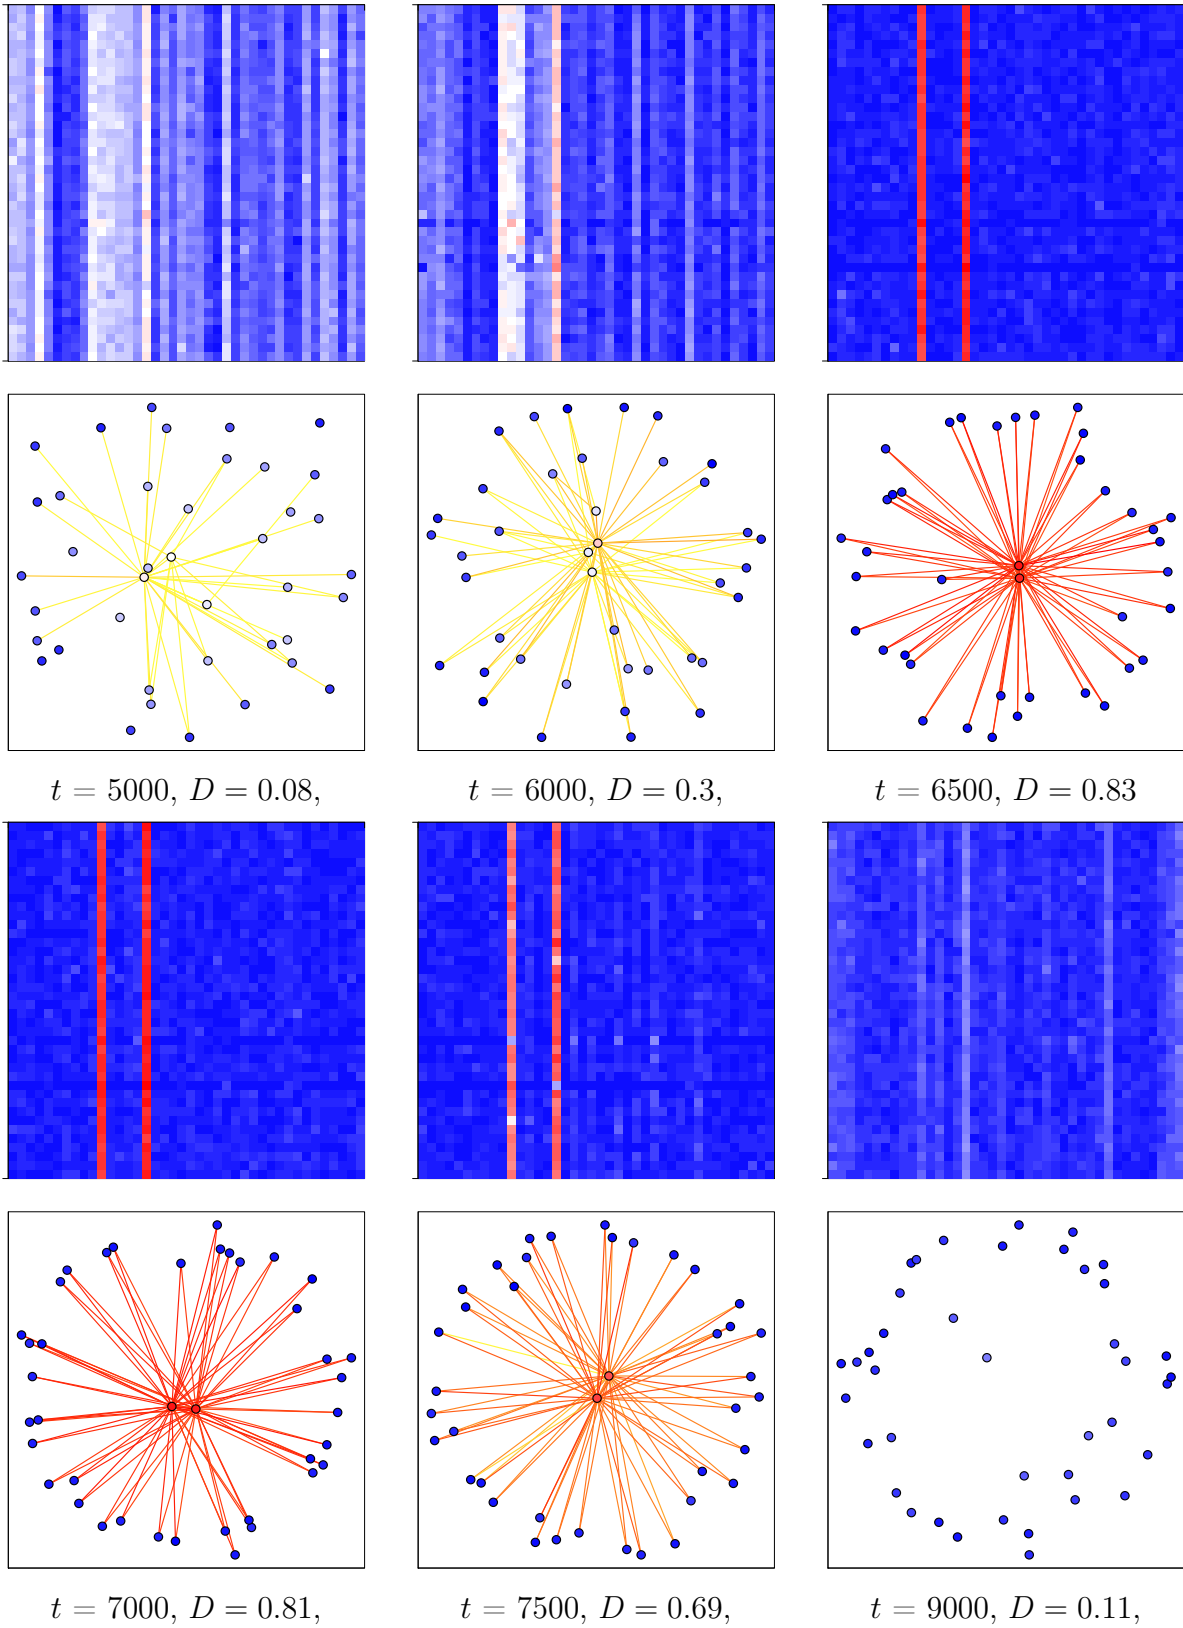 t = 5000, D = 0.08,
t = 6000, D = 0.3,
t = 6500, D = 0.83
t = 7000, D = 0.81,
t = 7500, D = 0.69,
t = 9000, D = 0.11,